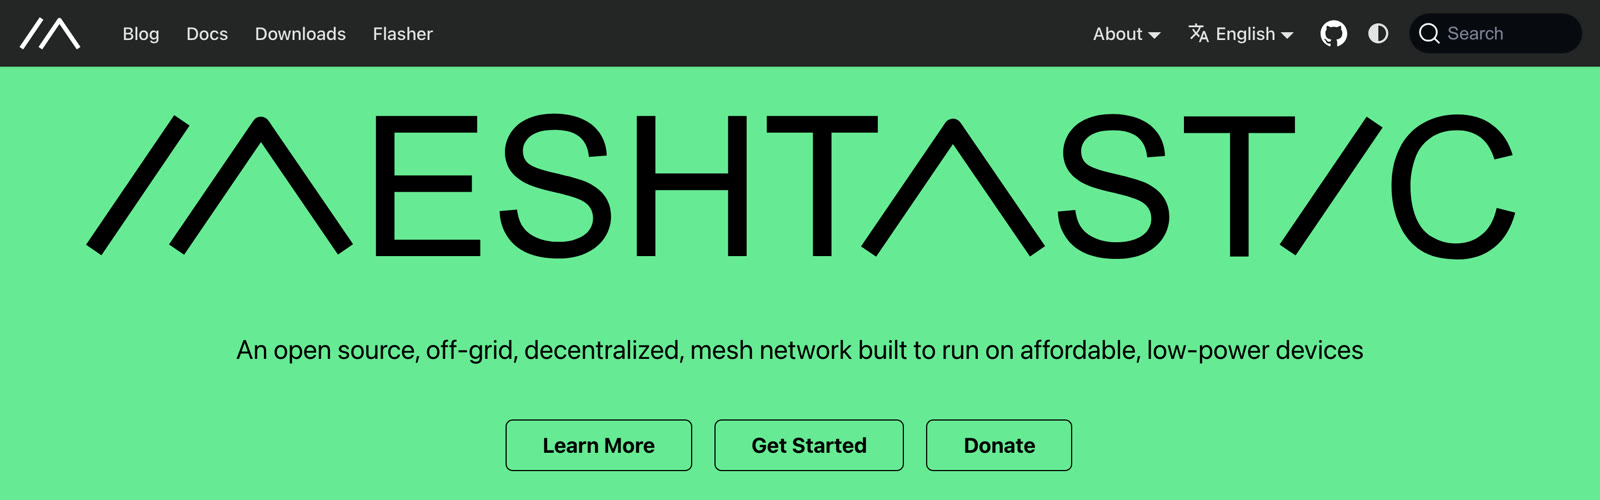 Blog Docs Downloads Flasher About English Search
MESHTASTIC
An open source, off-grid, decentralized, mesh network built to run on affordable, low-power devices
Learn More Get Started Donate